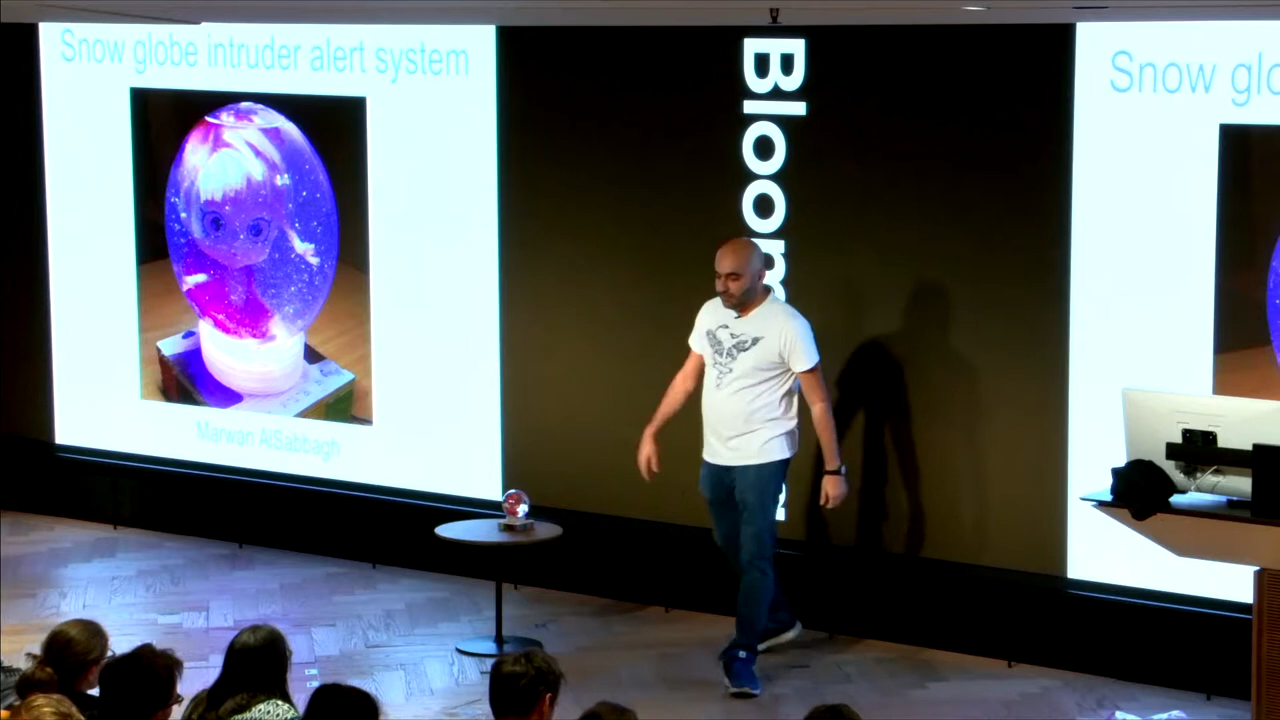 Snow globe intruder alert system
Marwan AlSabbagh
Bloom
Snow glo